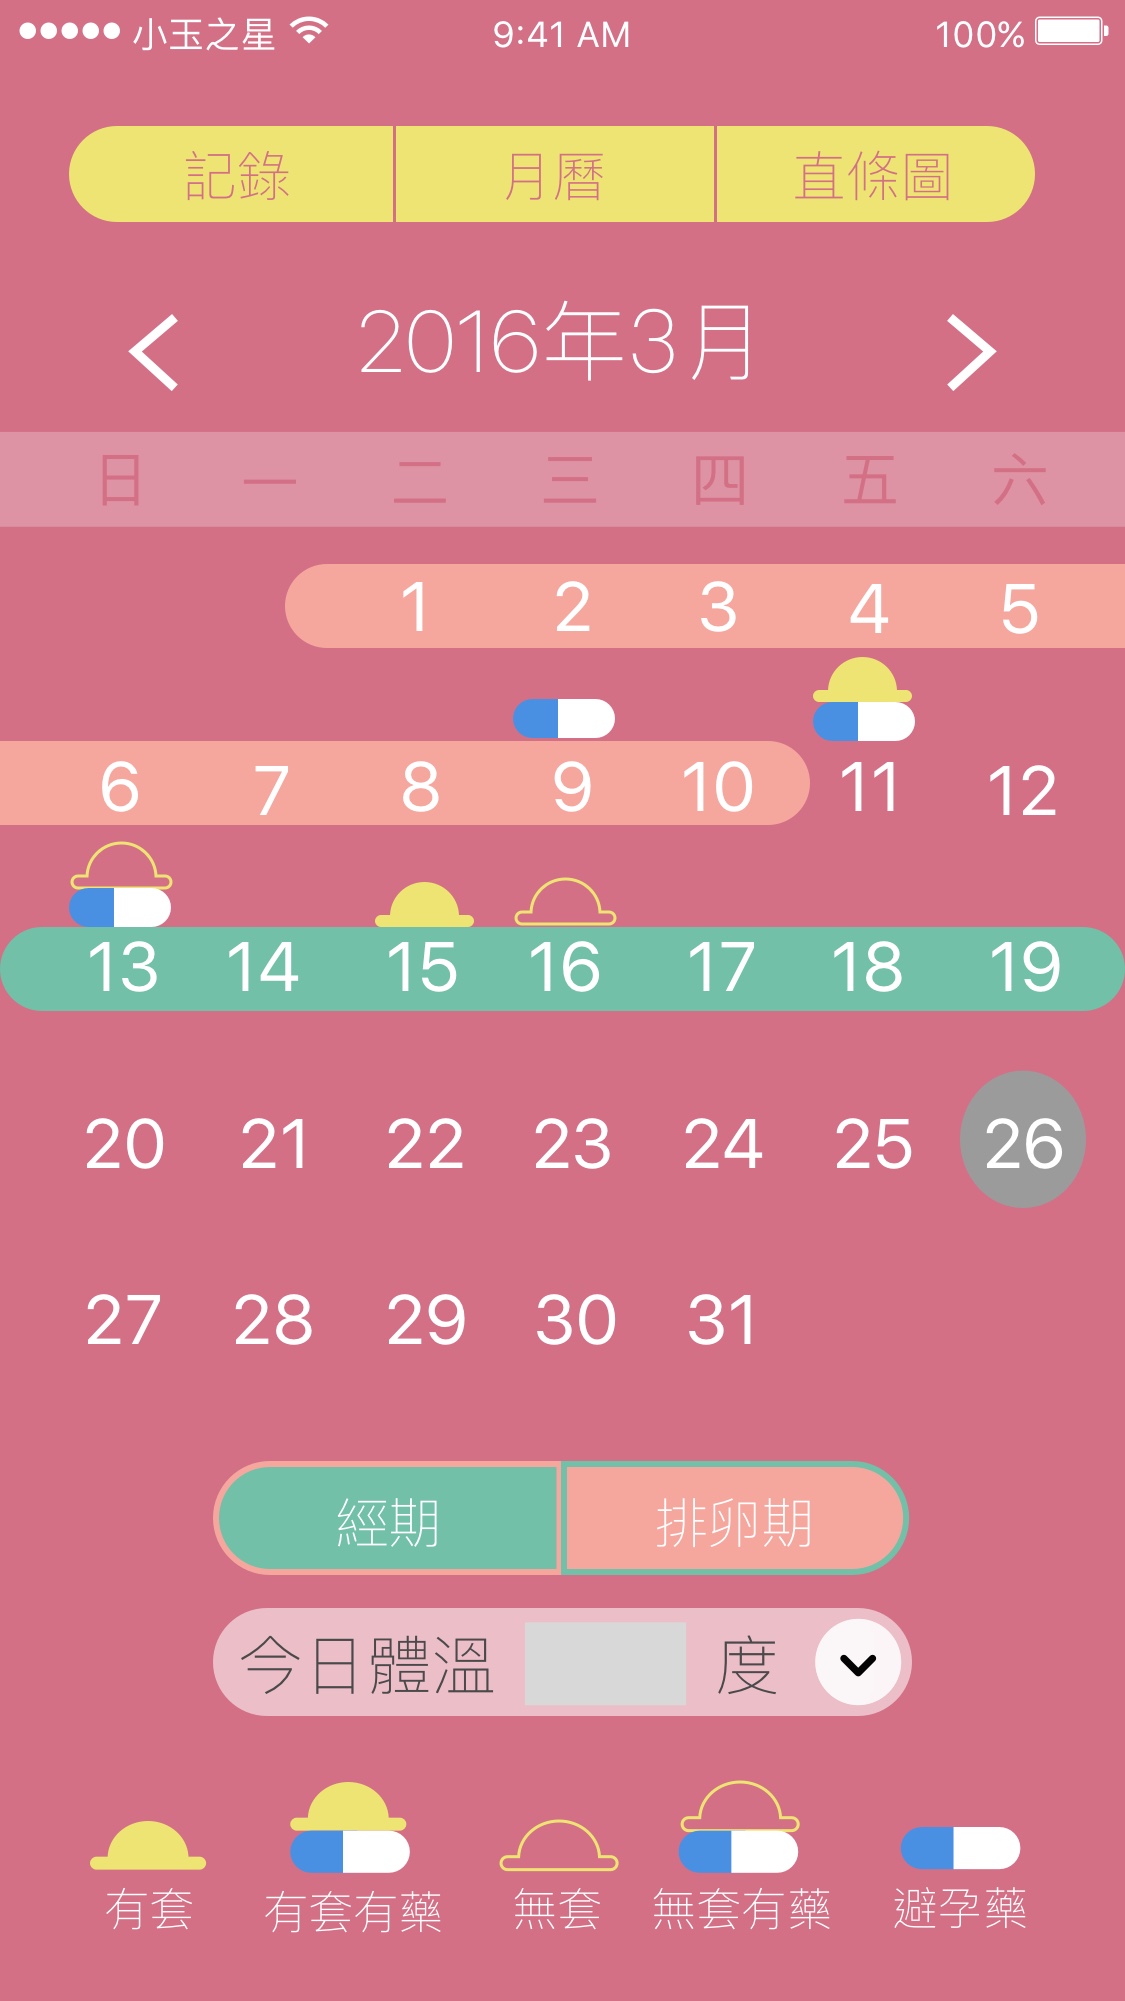 小玉之星 9:41 AM 100%
記錄 月曆 直條圖
2016年3月
日 一 二 三 四 五 六
1 2 3 4 5
6 7 8 9 10 11 12
13 14 15 16 17 18 19
20 21 22 23 24 25 26
27 28 29 30 31
經期 排卵期
今日體溫 度
有套 有套有藥 無套 無套有藥 避孕藥